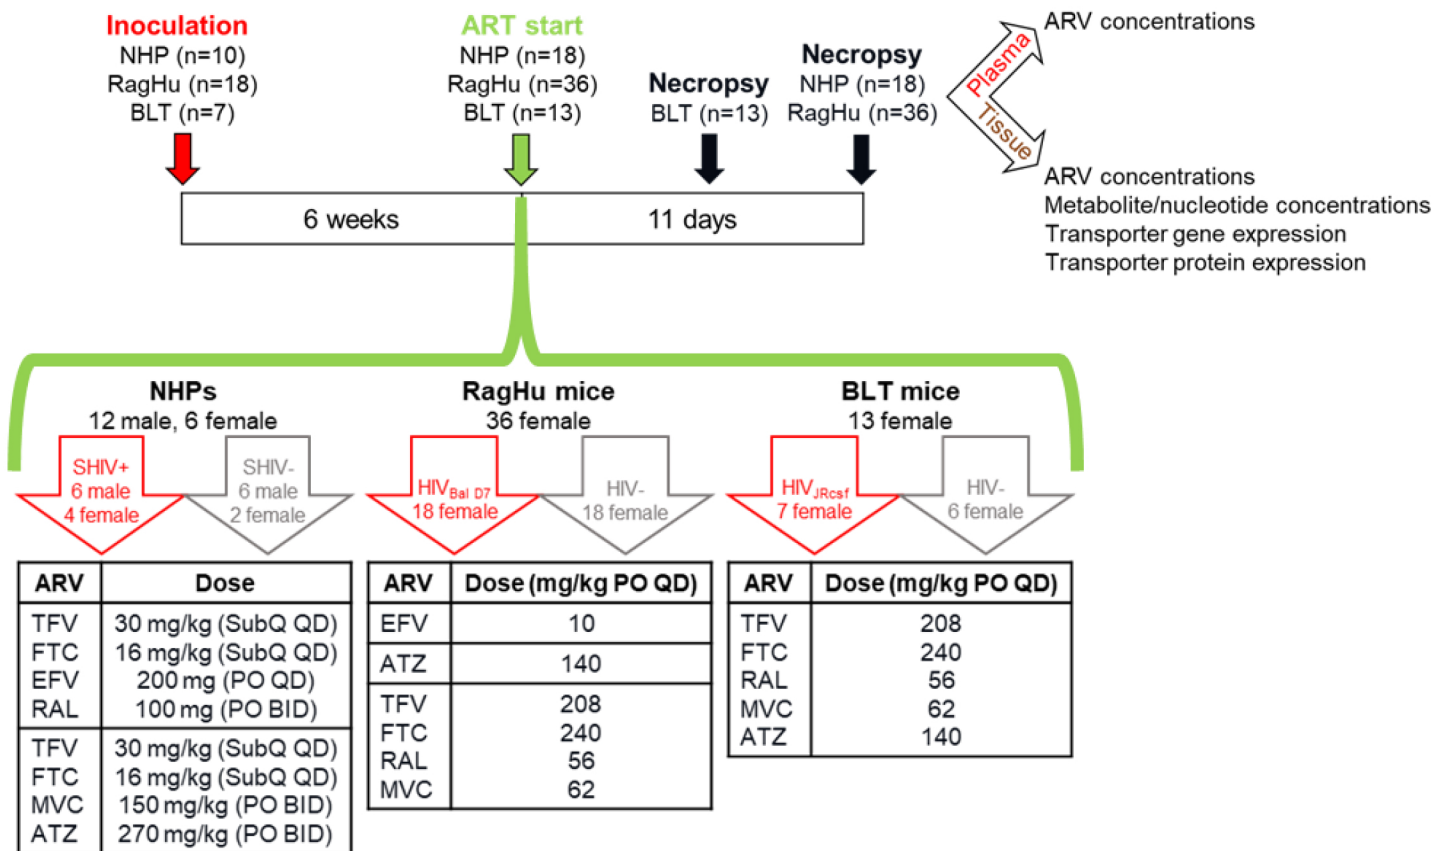 Inoculation
NHP (n=10)
RagHu (n=18)
BLT (n=7)
ART start
NHP (n=18)
RagHu (n=36)
BLT (n=13)
Necropsy
BLT (n=13)
Necropsy
NHP (n=18)
RagHu (n=36)
Plasma
Tissue
ARV concentrations
ARV concentrations
Metabolite/nucleotide concentrations
Transporter gene expression
Transporter protein expression
6 weeks
11 days
NHPs
12 male, 6 female
SHIV+
6 male
4 female
SHIV-
6 male
2 female
ARV Dose
TFV 30 mg/kg (SubQ QD)
FTC 16 mg/kg (SubQ QD)
EFV 200 mg (PO QD)
RAL 100 mg (PO BID)
TFV 30 mg/kg (SubQ QD)
FTC 16 mg/kg (SubQ QD)
MVC 150 mg/kg (PO BID)
ATZ 270 mg/kg (PO BID)
RagHu mice
36 female
HIVBal D7
18 female
HIV-
18 female
ARV Dose (mg/kg PO QD)
EFV 10
ATZ 140
TFV 208
FTC 240
RAL 56
MVC 62
BLT mice
13 female
HIVJRcsf
7 female
HIV-
6 female
ARV Dose (mg/kg PO QD)
TFV 208
FTC 240
RAL 56
MVC 62
ATZ 140